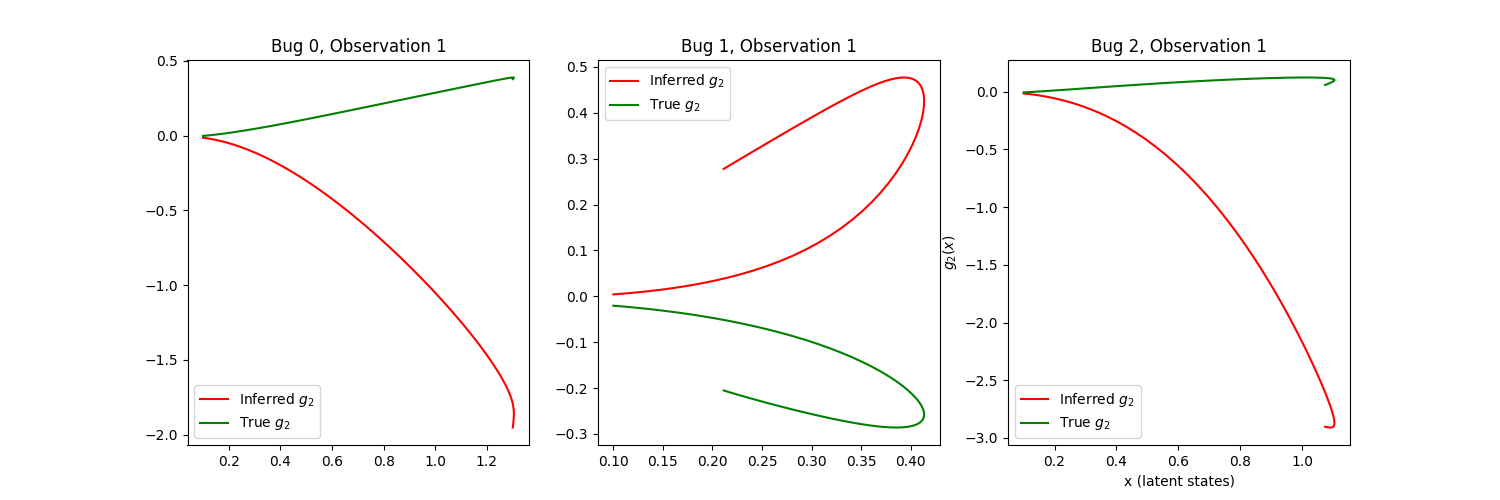 Bug 0, Observation 1
0.5
0.0
−0.5
−1.0
−1.5
−2.0
0.2 0.4 0.6 0.8 1.0 1.2
Inferred g₂
True g₂
Bug 1, Observation 1
0.5
0.4
0.3
0.2
0.1
0.0
−0.1
−0.2
−0.3
0.10 0.15 0.20 0.25 0.30 0.35 0.40
Inferred g₂
True g₂
Bug 2, Observation 1
g₂(x)
0.0
−0.5
−1.0
−1.5
−2.0
−2.5
−3.0
0.2 0.4 0.6 0.8 1.0
x (latent states)
Inferred g₂
True g₂